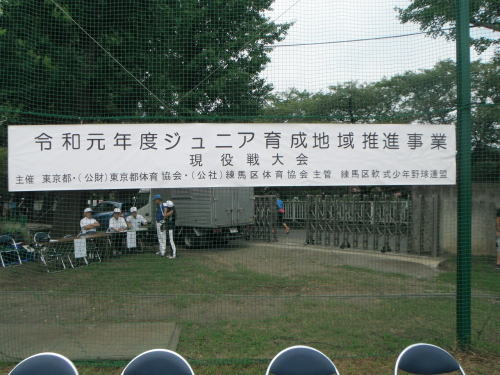 令和元年度ジュニア育成地域推進事業
現役戦大会
主催 東京都・(公財)東京都体育協会・(公社)練馬区体育協会 主管 練馬区軟式少年野球連盟